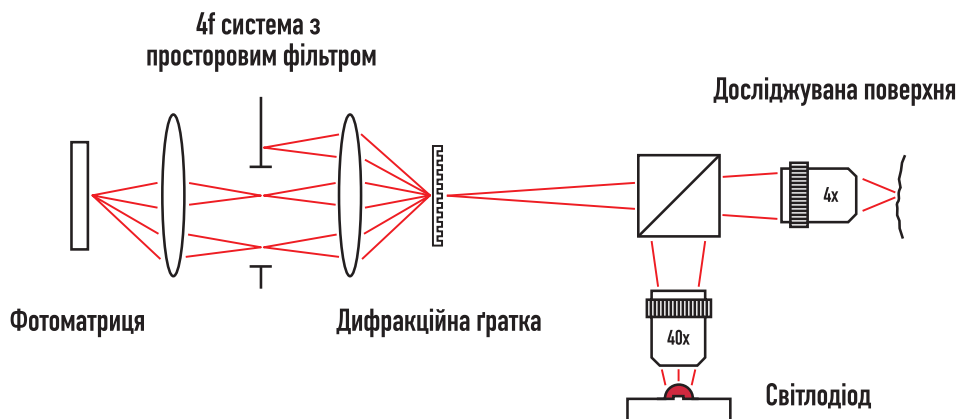 4f система з
просторовим фільтром
Досліджувана поверхня
4x
Фотоматриця
Дифракційна ґратка
40x
Світлодіод